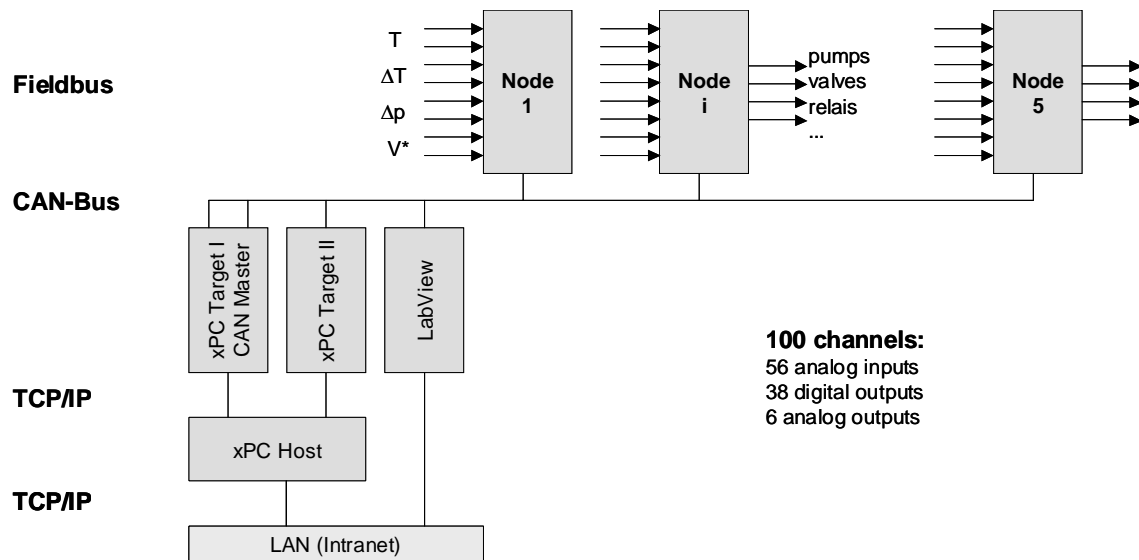 Fieldbus
T
ΔT
Δp
V*
Node
1
Node
i
pumps
valves
relais
...
Node
5
CAN-Bus
xPC Target I
CAN Master
xPC Target II
LabView
100 channels:
56 analog inputs
38 digital outputs
6 analog outputs
TCP/IP
xPC Host
TCP/IP
LAN (Intranet)